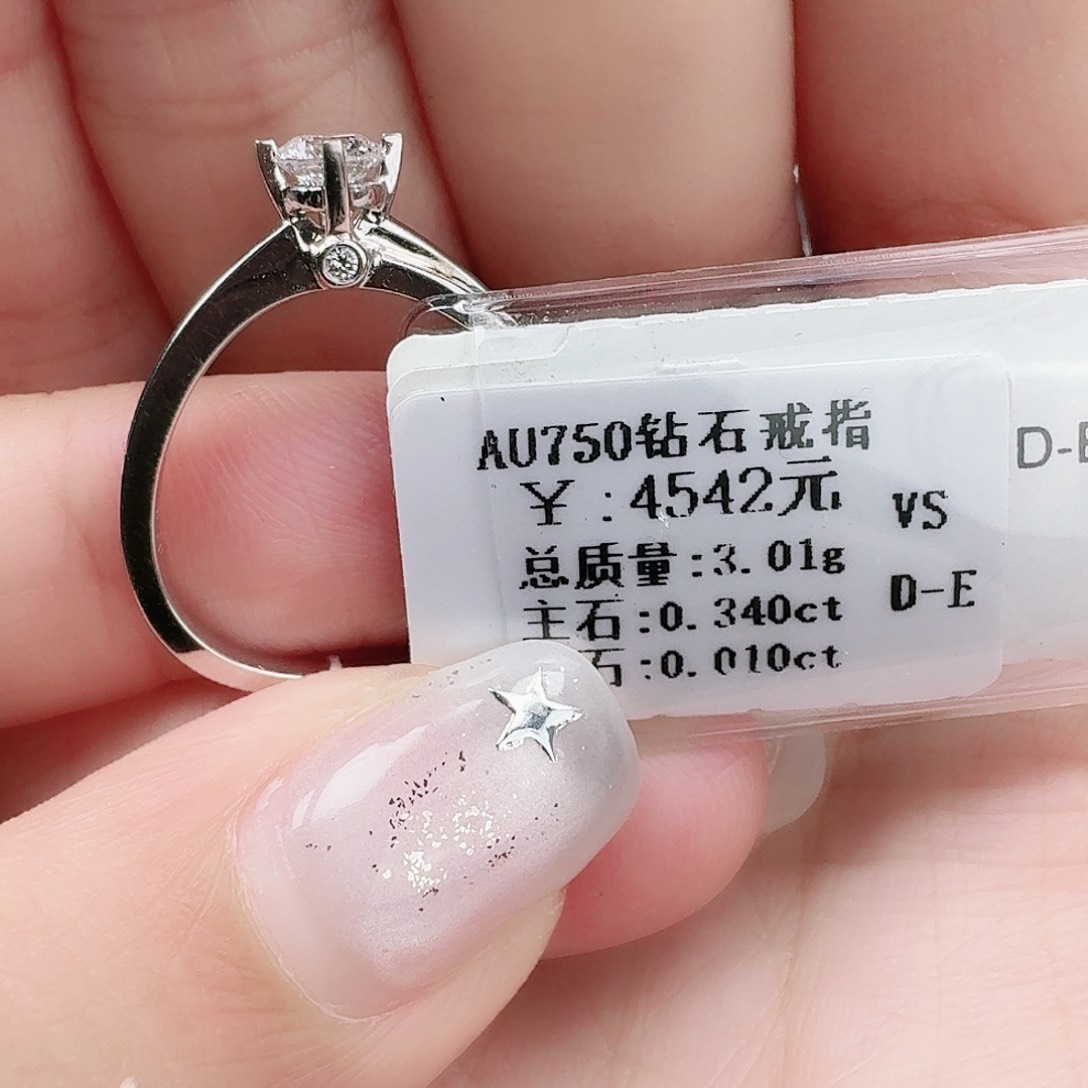 AU750钻石戒指
￥:4542元
VS
总质量:3.01g
D-E
主石:0.340ct
石:0.010ct